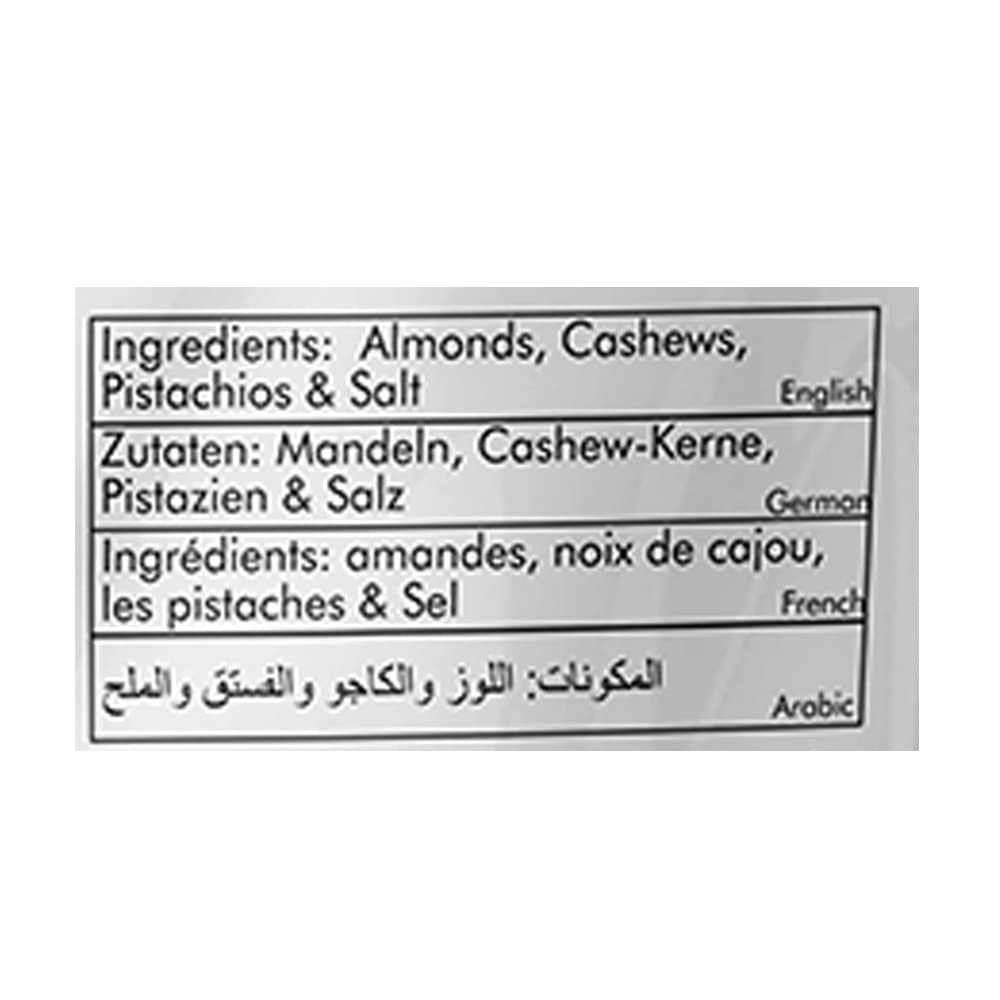 Ingredients: Almonds, Cashews,
Pistachios & Salt
English
Zutaten: Mandeln, Cashew-Kerne,
Pistazien & Salz
German
Ingrédients: amandes, noix de cajou,
les pistaches & Sel
French
المكونات: اللوز والكاجو والفستق والملح
Arabic